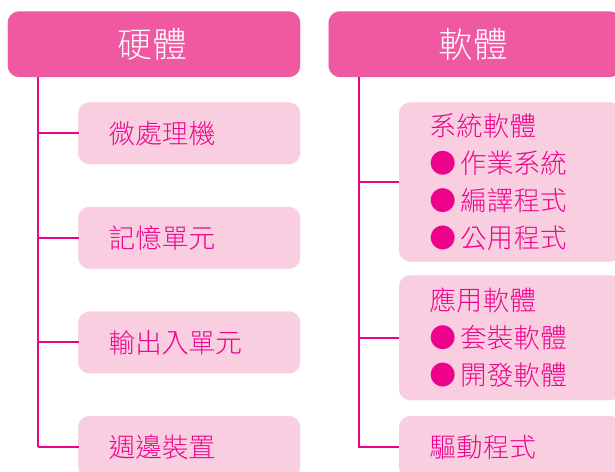 硬體
微處理機
記憶單元
輸出入單元
週邊裝置
軟體
系統軟體
●作業系統
●編譯程式
●公用程式
應用軟體
●套裝軟體
●開發軟體
驅動程式